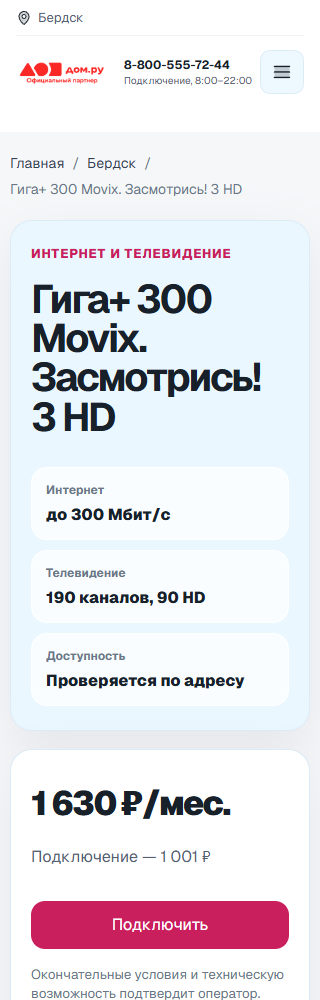 Бердск
дом.ру
Официальный партнер
8-800-555-72-44
Подключение, 8:00–22:00
Главная / Бердск /
Гига+ 300 Movix. Засмотрись! 3 HD
ИНТЕРНЕТ И ТЕЛЕВИДЕНИЕ
Гига+ 300
Movix.
Засмотрись!
3 HD
Интернет
до 300 Мбит/с
Телевидение
190 каналов, 90 HD
Доступность
Проверяется по адресу
1 630 ₽/мес.
Подключение — 1 001 ₽
Подключить
Окончательные условия и техническую
возможность подтвердит оператор.